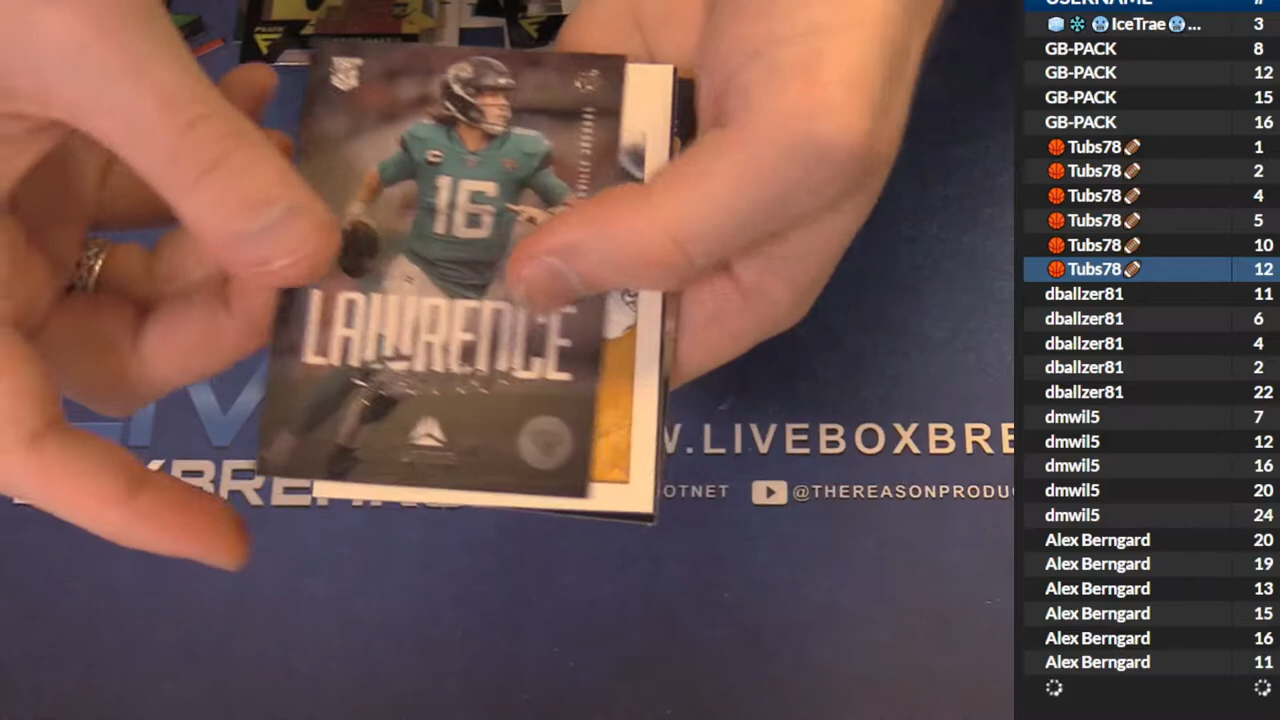 16
LAWRENCE
LIV
W.LIVEBOXBRE
OTNET @THEREASONPRODU
USERNAME #
IceTrae ... 3
GB-PACK 8
GB-PACK 12
GB-PACK 15
GB-PACK 16
Tubs78 1
Tubs78 2
Tubs78 4
Tubs78 5
Tubs78 10
Tubs78 12
dballzer81 11
dballzer81 6
dballzer81 4
dballzer81 2
dballzer81 22
dmwil5 7
dmwil5 12
dmwil5 16
dmwil5 20
dmwil5 24
Alex Berngard 20
Alex Berngard 19
Alex Berngard 13
Alex Berngard 15
Alex Berngard 16
Alex Berngard 11